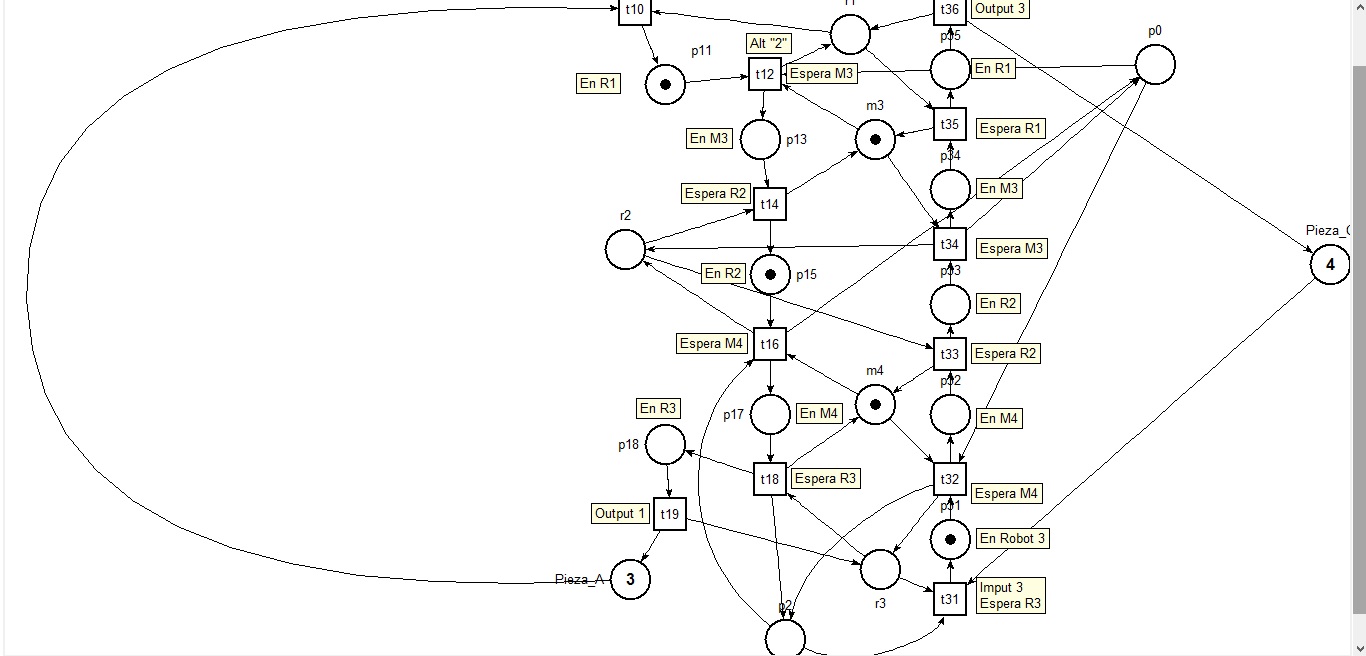 t10
t36
Output 3
r1
p0
p11
Alt "2"
p35
En R1
t12
Espera M3
En R1
m3
t35
Espera R1
En M3
p13
p34
En M3
Espera R2
t14
r2
Pieza_C
t34
Espera M3
4
En R2
p15
p33
En R2
Espera M4
t16
t33
Espera R2
m4
p32
En R3
p17
En M4
En M4
p18
t18
Espera R3
t32
Espera M4
Output 1
t19
p31
En Robot 3
Pieza_A
3
r3
t31
Imput 3
Espera R3
p2